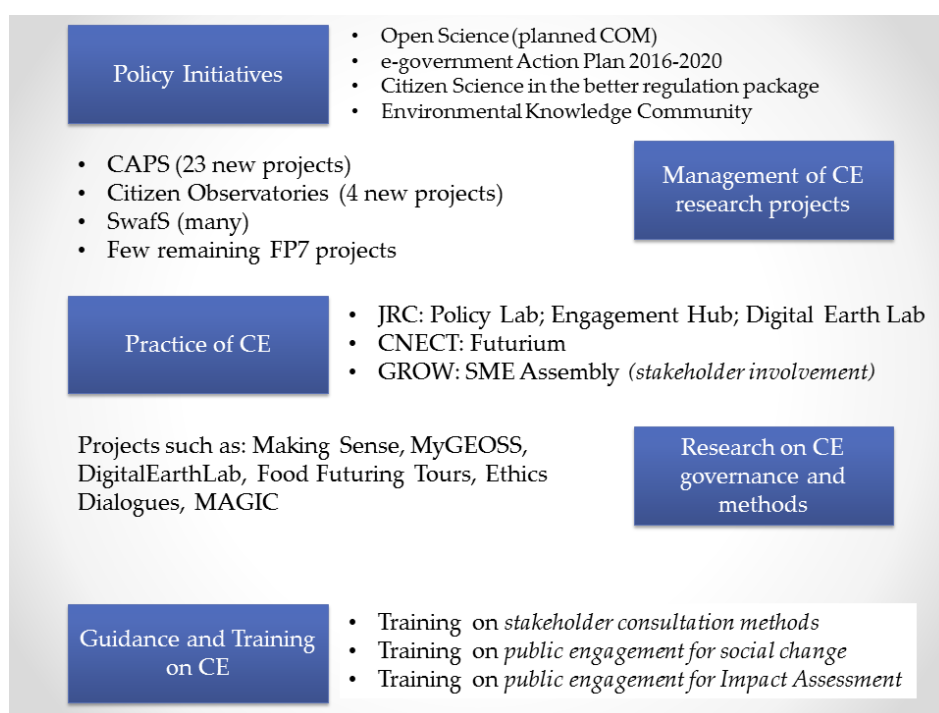 Policy Initiatives
• Open Science (planned COM)
• e-government Action Plan 2016-2020
• Citizen Science in the better regulation package
• Environmental Knowledge Community
• CAPS (23 new projects)
• Citizen Observatories (4 new projects)
• SwafS (many)
• Few remaining FP7 projects
Management of CE
research projects
Practice of CE
• JRC: Policy Lab; Engagement Hub; Digital Earth Lab
• CNECT: Futurium
• GROW: SME Assembly (stakeholder involvement)
Projects such as: Making Sense, MyGEOSS,
DigitalEarthLab, Food Futuring Tours, Ethics
Dialogues, MAGIC
Research on CE
governance and
methods
Guidance and Training
on CE
• Training on stakeholder consultation methods
• Training on public engagement for social change
• Training on public engagement for Impact Assessment